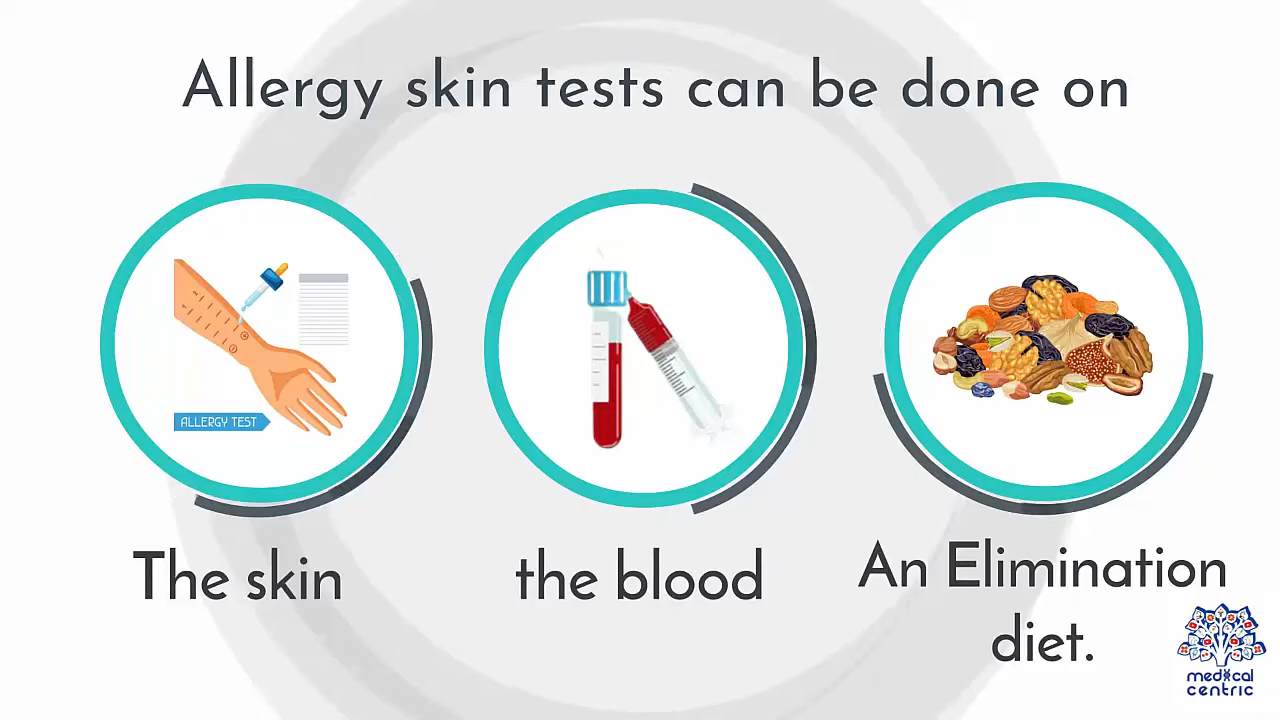 Allergy skin tests can be done on
ALLERGY TEST
The skin
the blood
An Elimination
diet.
medical
centric